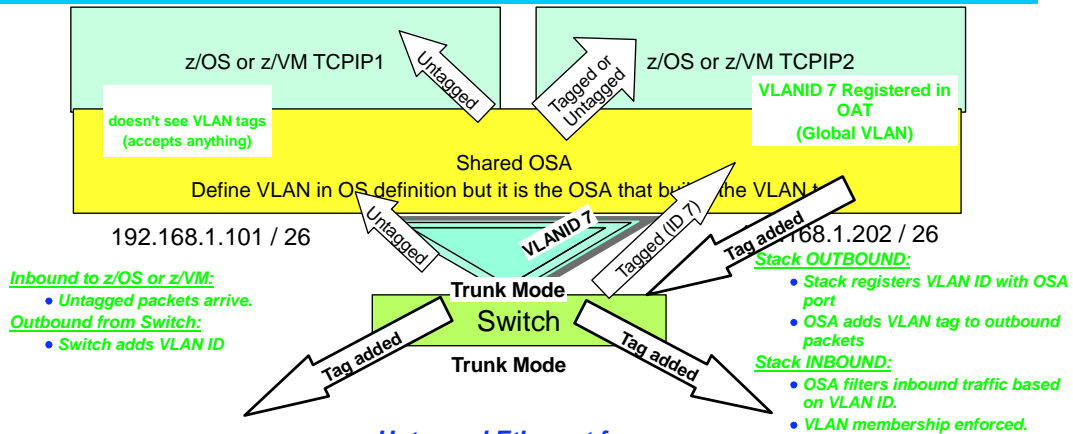 z/OS or z/VM TCPIP1
z/OS or z/VM TCPIP2
Untagged
Tagged or
Untagged
doesn't see VLAN tags
(accepts anything)
VLANID 7 Registered in
OAT
(Global VLAN)
Shared OSA
Define VLAN in OS definition but it is the OSA that the VLAN
Untagged
VLANID 7
Tagged (ID 7)
Tag added
192.168.1.101 / 26
168.1.202 / 26
Inbound to z/OS or z/VM:
• Untagged packets arrive.
Outbound from Switch:
• Switch adds VLAN ID
Trunk Mode
Switch
Trunk Mode
Tag added
Tag added
Stack OUTBOUND:
• Stack registers VLAN ID with OSA
port
• OSA adds VLAN tag to outbound
packets
Stack INBOUND:
• OSA filters inbound traffic based
on VLAN ID.
• VLAN membership enforced.